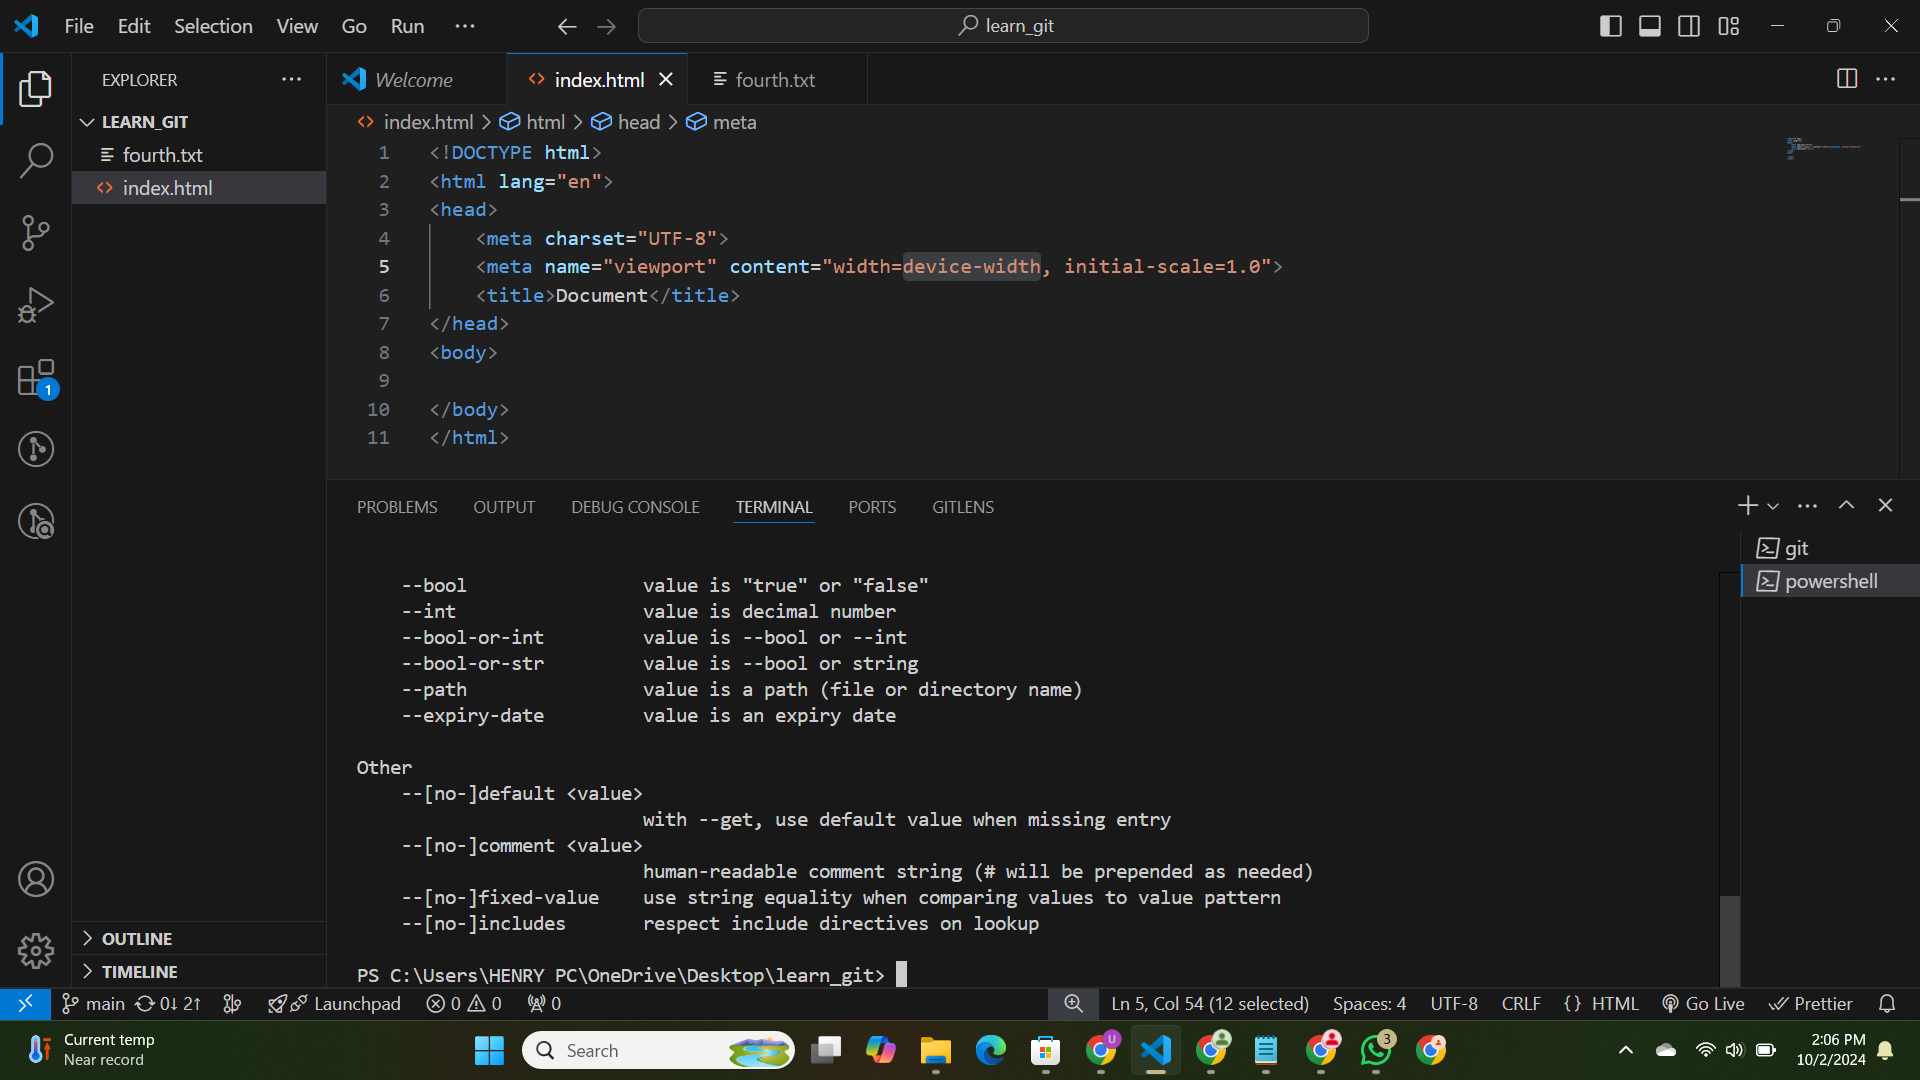 File Edit Selection View Go Run ··· learn_git
EXPLORER ···
LEARN_GIT
fourth.txt
index.html
OUTLINE
TIMELINE
1
Welcome index.html fourth.txt
index.html > html > head > meta
1 <!DOCTYPE html>
2 <html lang="en">
3 <head>
4 <meta charset="UTF-8">
5 <meta name="viewport" content="width=device-width, initial-scale=1.0">
6 <title>Document</title>
7 </head>
8 <body>
9
10 </body>
11 </html>
PROBLEMS OUTPUT DEBUG CONSOLE TERMINAL PORTS GITLENS
git
powershell
--bool value is "true" or "false"
--int value is decimal number
--bool-or-int value is --bool or --int
--bool-or-str value is --bool or string
--path value is a path (file or directory name)
--expiry-date value is an expiry date
Other
--[no-]default <value>
with --get, use default value when missing entry
--[no-]comment <value>
human-readable comment string (# will be prepended as needed)
--[no-]fixed-value use string equality when comparing values to value pattern
--[no-]includes respect include directives on lookup
PS C:\Users\HENRY PC\OneDrive\Desktop\learn_git>
main 0↓ 2↑ Launchpad 0 0 0 Ln 5, Col 54 (12 selected) Spaces: 4 UTF-8 CRLF {} HTML Go Live Prettier
Current temp
Near record
Search
U
3
2:06 PM
10/2/2024